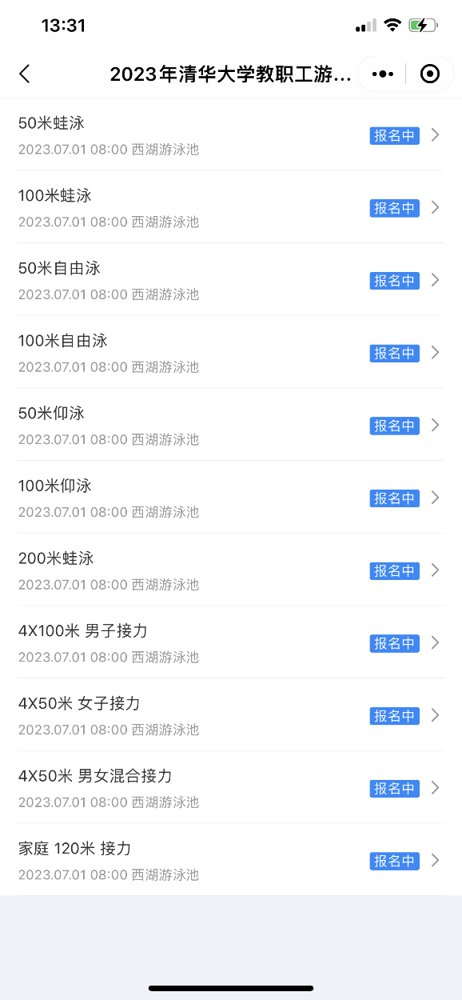 13:31
2023年清华大学教职工游...
50米蛙泳
报名中
2023.07.01 08:00 西湖游泳池
100米蛙泳
报名中
2023.07.01 08:00 西湖游泳池
50米自由泳
报名中
2023.07.01 08:00 西湖游泳池
100米自由泳
报名中
2023.07.01 08:00 西湖游泳池
50米仰泳
报名中
2023.07.01 08:00 西湖游泳池
100米仰泳
报名中
2023.07.01 08:00 西湖游泳池
200米蛙泳
报名中
2023.07.01 08:00 西湖游泳池
4X100米 男子接力
报名中
2023.07.01 08:00 西湖游泳池
4X50米 女子接力
报名中
2023.07.01 08:00 西湖游泳池
4X50米 男女混合接力
报名中
2023.07.01 08:00 西湖游泳池
家庭 120米 接力
报名中
2023.07.01 08:00 西湖游泳池